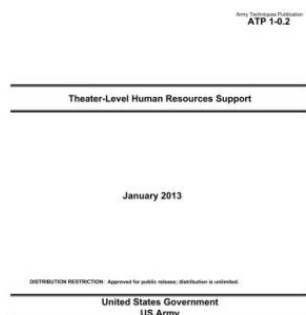 Army Techniques Publication
ATP 1-0.2
Theater-Level Human Resources Support
January 2013
DISTRIBUTION RESTRICTION: Approved for public release; distribution is unlimited.
United States Government
US Army